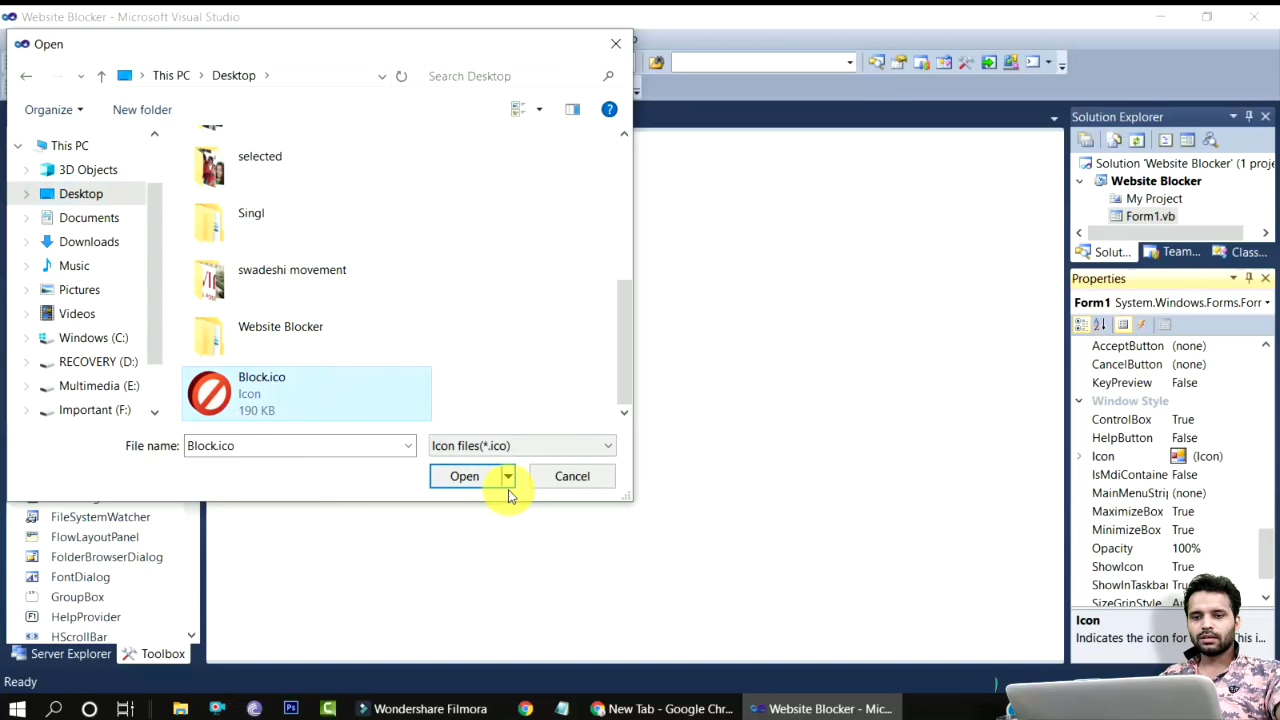 Website Blocker - Microsoft Visual Studio
Open
This PC
Desktop
Search Desktop
Organize
New folder
This PC
3D Objects
Desktop
Documents
Downloads
Music
Pictures
Videos
Windows (C:)
RECOVERY (D:)
Multimedia (E:)
Important (F:)
selected
Singl
swadeshi movement
Website Blocker
Block.ico
Icon
190 KB
File name: Block.ico
Icon files(*.ico)
Open
Cancel
FileSystemWatcher
FlowLayoutPanel
FolderBrowserDialog
FontDialog
GroupBox
HelpProvider
HScrollBar
Server Explorer
Toolbox
Ready
Solution Explorer
Solution 'Website Blocker' (1 proje
Website Blocker
My Project
Form1.vb
Solut...
Team...
Class...
Properties
Form1 System.Windows.Forms.Forr
AcceptButton (none)
CancelButton (none)
KeyPreview False
Window Style
ControlBox True
HelpButton False
Icon (Icon)
IsMdiContaine False
MainMenuStrip (none)
MaximizeBox True
MinimizeBox True
Opacity 100%
ShowIcon True
ShowInTaskbar True
SizeGripStyle
Icon
Indicates the icon for
This i...
Wondershare Filmora
New Tab - Google Chr...
Website Blocker - Mic...